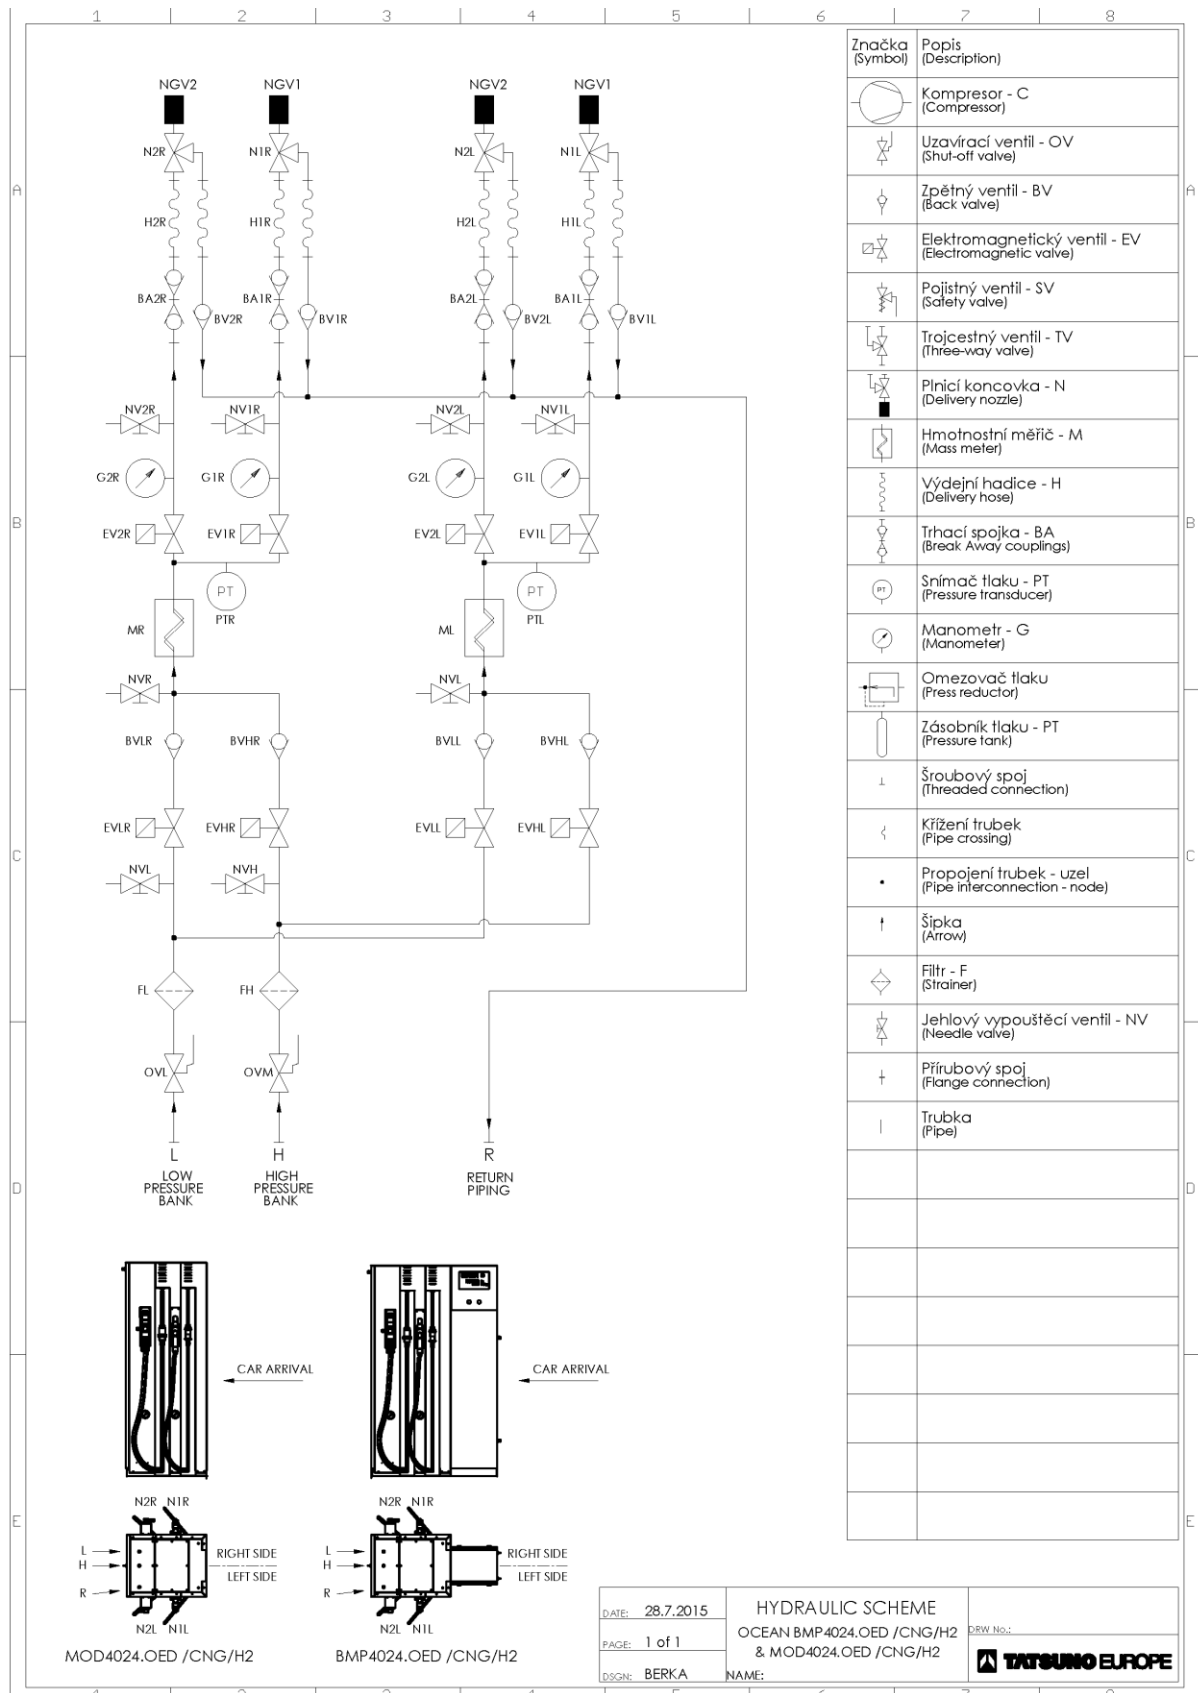 1 2 3 4 5 6 7 8
NGV2 NGV1 NGV2 NGV1
N2R N1R N2L N1L
A A
H2R H1R H2L H1L
BA2R BA1R BA2L BA1L
BV2R BV1R BV2L BV1L
NV2R NV1R NV2L NV1L
G2R G1R G2L G1L
B B
EV2R EV1R EV2L EV1L
PT PT
PTR PTL
MR ML
NVR NVL
BVLR BVHR BVLL BVHL
EVLR EVHR EVLL EVHL
C C
NVL NVH
FL FH
OVL OVM
L H R
LOW
PRESSURE
BANK
HIGH
PRESSURE
BANK
RETURN
PIPING
D D
Značka
(Symbol)
Popis
(Description)
Kompresor - C
(Compressor)
Uzavírací ventil - OV
(Shut-off valve)
Zpětný ventil - BV
(Back valve)
Elektromagnetický ventil - EV
(Electromagnetic valve)
Pojistný ventil - SV
(Safety valve)
Trojcestný ventil - TV
(Three-way valve)
Plnicí koncovka - N
(Delivery nozzle)
Hmotnostní měřič - M
(Mass meter)
Výdejní hadice - H
(Delivery hose)
Trhací spojka - BA
(Break Away couplings)
PT
Snímač tlaku - PT
(Pressure transducer)
Manometr - G
(Manometer)
Omezovač tlaku
(Press reductor)
Zásobník tlaku - PT
(Pressure tank)
Šroubový spoj
(Threaded connection)
Křížení trubek
(Pipe crossing)
Propojení trubek - uzel
(Pipe interconnection - node)
Šipka
(Arrow)
Filtr - F
(Strainer)
Jehlový vypouštěcí ventil - NV
(Needle valve)
Přírubový spoj
(Flange connection)
Trubka
(Pipe)
CAR ARRIVAL CAR ARRIVAL
N2R N1R N2R N1R
E E
L RIGHT SIDE L RIGHT SIDE
H H
LEFT SIDE LEFT SIDE
R R
N2L N1L N2L N1L
MOD4024.OED /CNG/H2 BMP4024.OED /CNG/H2
DATE: 28.7.2015
PAGE: 1 of 1
DSGN: BERKA
HYDRAULIC SCHEME
OCEAN BMP4024.OED /CNG/H2
& MOD4024.OED /CNG/H2
NAME:
DRW No.:
TATSUNO EUROPE